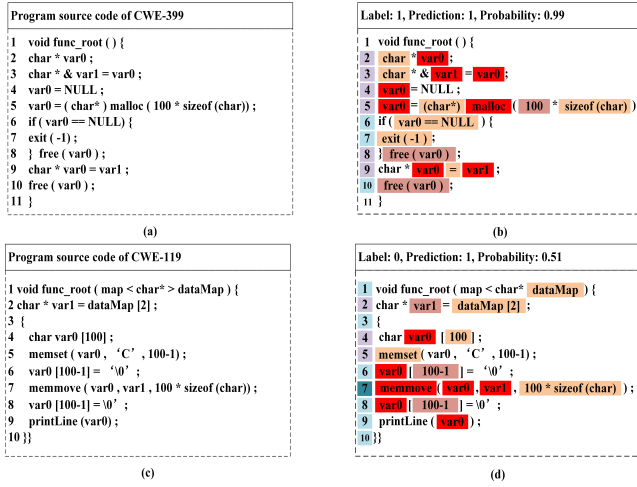 Program source code of CWE-399
1 void func_root ( ) {
2 char * var0 ;
3 char * & var1 = var0 ;
4 var0 = NULL ;
5 var0 = ( char* ) malloc ( 100 * sizeof (char)) ;
6 if ( var0 == NULL) {
7 exit ( -1) ;
8 } free ( var0 ) ;
9 char * var0 = var1 ;
10 free ( var0 ) ;
11 }
(a)
Label: 1, Prediction: 1, Probability: 0.99
1 void func_root ( ) {
2 char * var0 ;
3 char * & var1 = var0 ;
4 var0 = NULL ;
5 var0 = (char*) malloc ( 100 * sizeof (char) ) ;
6 if ( var0 == NULL ) {
7 exit ( -1) ;
8 } free ( var0 ) ;
9 char * var0 = var1 ;
10 free ( var0 ) ;
11 }
(b)
Program source code of CWE-119
1 void func_root ( map < char* > dataMap ) {
2 char * var1 = dataMap [2] ;
3 {
4 char var0 [100] ;
5 memset ( var0 , ‘C’ , 100-1) ;
6 var0 [100-1] = ‘\0’ ;
7 memmove ( var0 , var1 , 100 * sizeof (char)) ;
8 var0 [100-1] = \0’ ;
9 printLine (var0) ;
10 }}
(c)
Label: 0, Prediction: 1, Probability: 0.51
1 void func_root ( map < char* dataMap ) {
2 char * var1 = dataMap [2] ;
3 {
4 char var0 [ 100 ] ;
5 memset ( var0 , ‘C’ , 100-1) ;
6 var0 [ 100-1 ] = ‘\0’ ;
7 memmove ( var0 , var1 , 100 * sizeof (char) ) ;
8 var0 [ 100-1 ] = \0’ ;
9 printLine ( var0 ) ;
10 }}
(d)